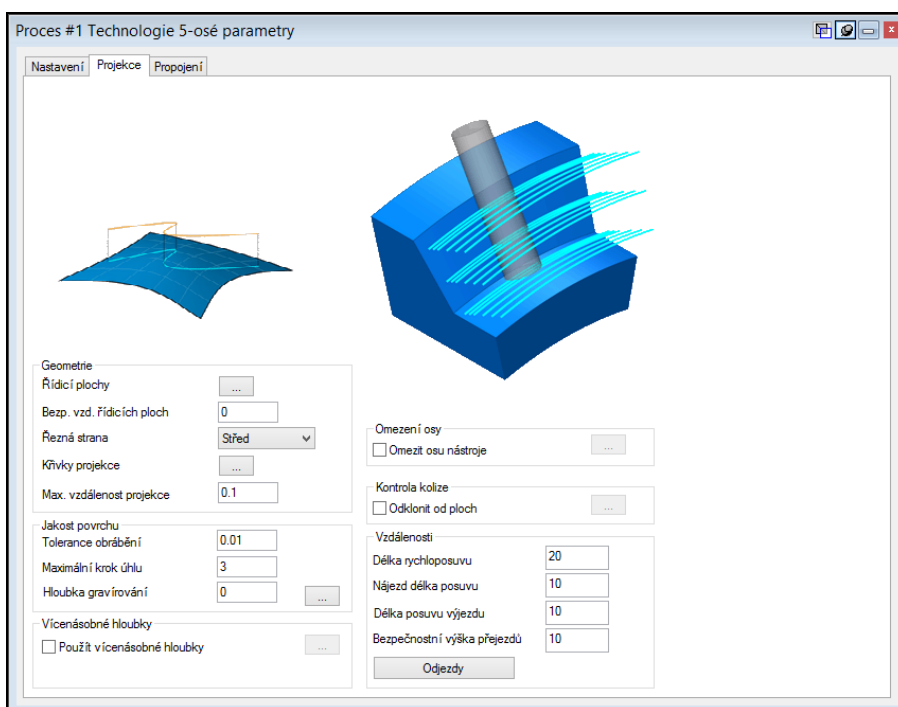 Proces #1 Technologie 5-osé parametry
Nastavení Projekce Propojení
Geometrie
Řídicí plochy ...
Bezp. vzd. řídicích ploch 0
Řezná strana Střed
Křivky projekce ...
Max. vzdálenost projekce 0.1
Jakost povrchu
Tolerance obrábění 0.01
Maximální krok úhlu 3
Hloubka gravírování 0 ...
Vícenásobné hloubky
Použít vícenásobné hloubky ...
Omezení osy
Omezit osu nástroje ...
Kontrola kolize
Odklonit od ploch ...
Vzdálenosti
Délka rychloposuvu 20
Nájezd délka posuvu 10
Délka posuvu výjezdu 10
Bezpečnostní výška přejezdů 10
Odjezdy